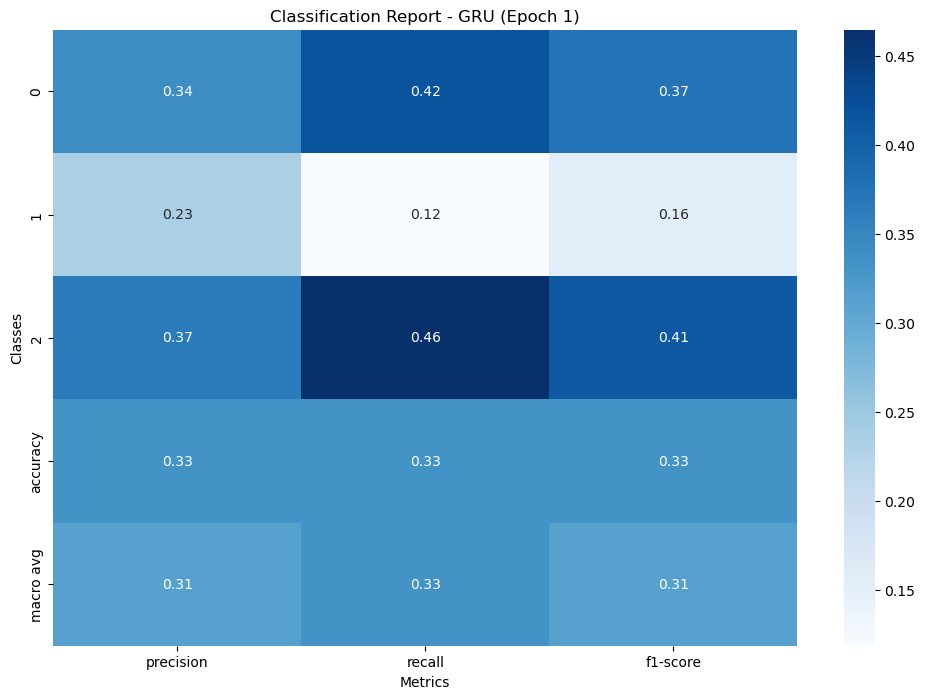 Classification Report - GRU (Epoch 1)
0 0.34 0.42 0.37
1 0.23 0.12 0.16
2 0.37 0.46 0.41
accuracy 0.33 0.33 0.33
macro avg 0.31 0.33 0.31
Classes
precision recall f1-score
Metrics
0.45
0.40
0.35
0.30
0.25
0.20
0.15